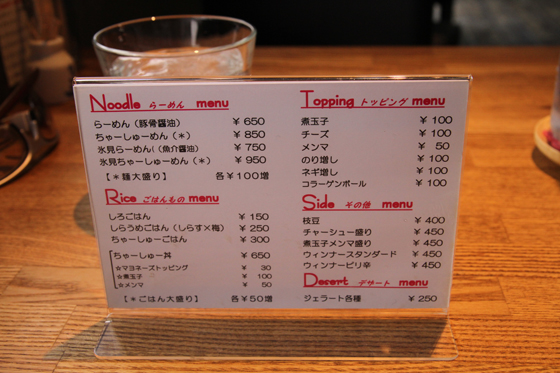 Noodle らーめん menu
らーめん(豚骨醤油) ¥650
ちゃーしゅーめん(*) ¥850
氷見らーめん(魚介醤油) ¥750
氷見ちゃーしゅーめん(*) ¥950
【*麺大盛り】 各¥100増
Rice ごはんもの menu
しろごはん ¥150
しらうめごはん(しらす×梅) ¥250
ちゃーしゅーごはん ¥300
ちゃーしゅー丼 ¥650
☆マヨネーズトッピング ¥30
☆煮玉子 ¥100
☆メンマ ¥50
【*ごはん大盛り】 各¥50増
Topping トッピング menu
煮玉子 ¥100
チーズ ¥100
メンマ ¥50
のり増し ¥100
ネギ増し ¥100
コラーゲンボール ¥100
Side その他 menu
枝豆 ¥400
チャーシュー盛り ¥450
煮玉子メンマ盛り ¥450
ウィンナースタンダード ¥450
ウィンナーピリ辛 ¥450
Desert デザート menu
ジェラート各種 ¥250